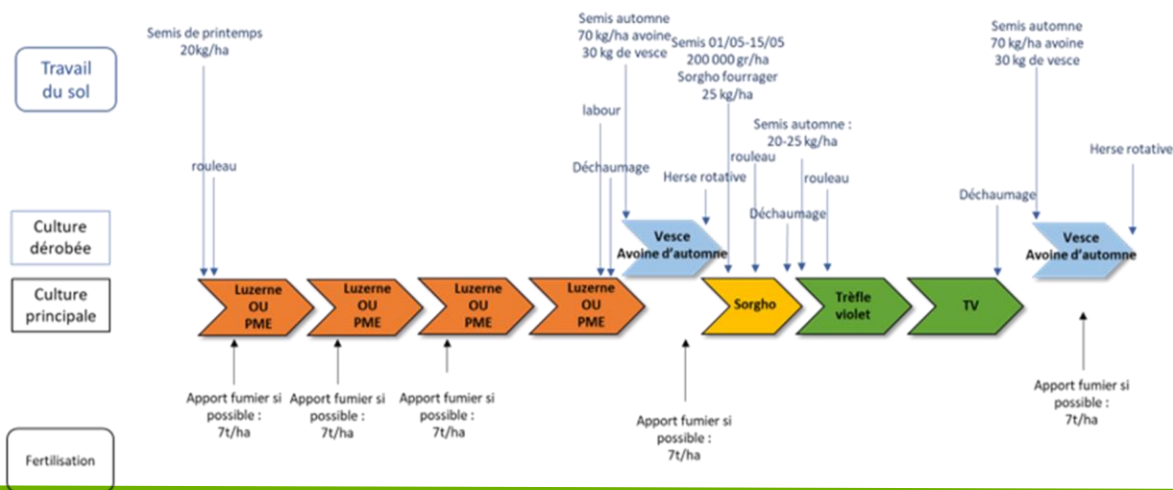 Travail
du sol
Semis de printemps
20kg/ha
rouleau
labour
Déchaumage
Semis automne
70 kg/ha avoine
30 kg de vesce
Herse rotative
Semis 01/05-15/05
200 000 gr/ha
Sorgho fourrager
25 kg/ha
rouleau
Déchaumage
Semis automne :
20-25 kg/ha
rouleau
Déchaumage
Semis automne
70 kg/ha avoine
30 kg de vesce
Herse rotative
Culture
dérobée
Vesce
Avoine d'automne
Vesce
Avoine d'automne
Culture
principale
Luzerne
OU
PME
Luzerne
OU
PME
Luzerne
OU
PME
Luzerne
OU
PME
Sorgho
Trèfle
violet
TV
Fertilisation
Apport fumier si
possible :
7t/ha
Apport fumier si
possible :
7t/ha
Apport fumier si
possible :
7t/ha
Apport fumier si
possible :
7t/ha
Apport fumier si
possible :
7t/ha